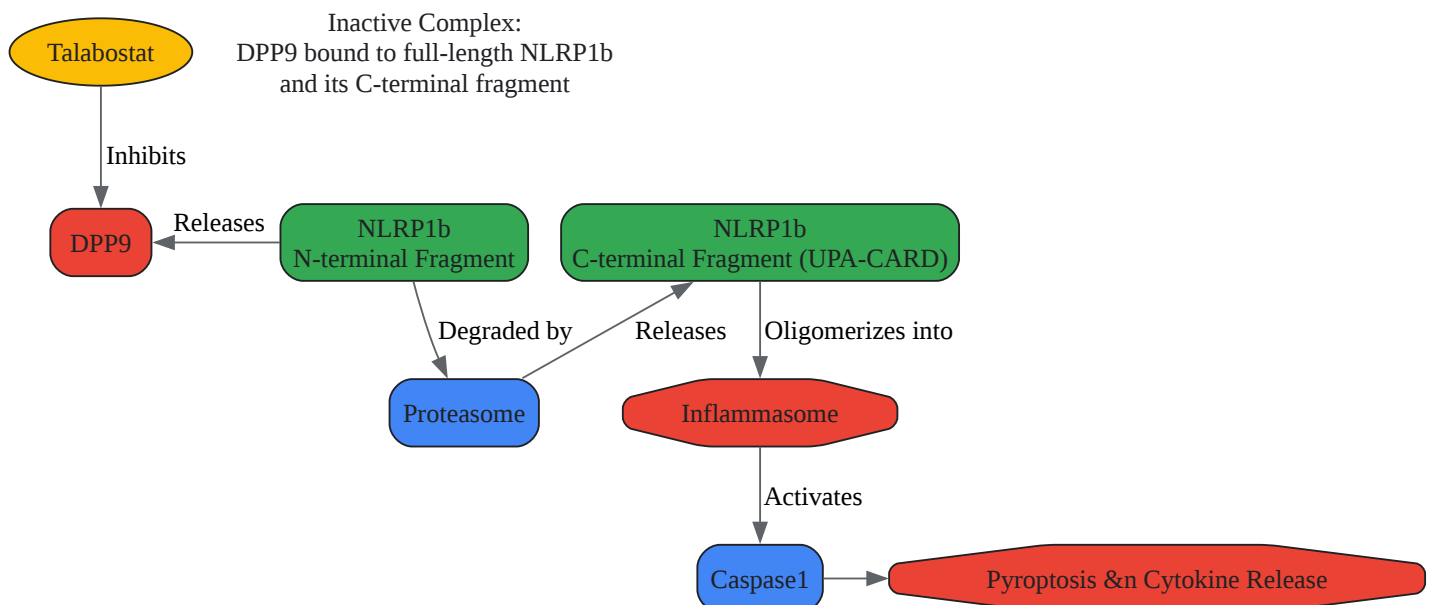 Talabostat
Inactive Complex:
DPP9 bound to full-length NLRP1b
and its C-terminal fragment
Inhibits
DPP9
Releases
NLRP1b
N-terminal Fragment
NLRP1b
C-terminal Fragment (UPA-CARD)
Degraded by
Releases
Oligomerizes into
Proteasome
Inflammasome
Activates
Caspase1
Pyroptosis &n Cytokine Release